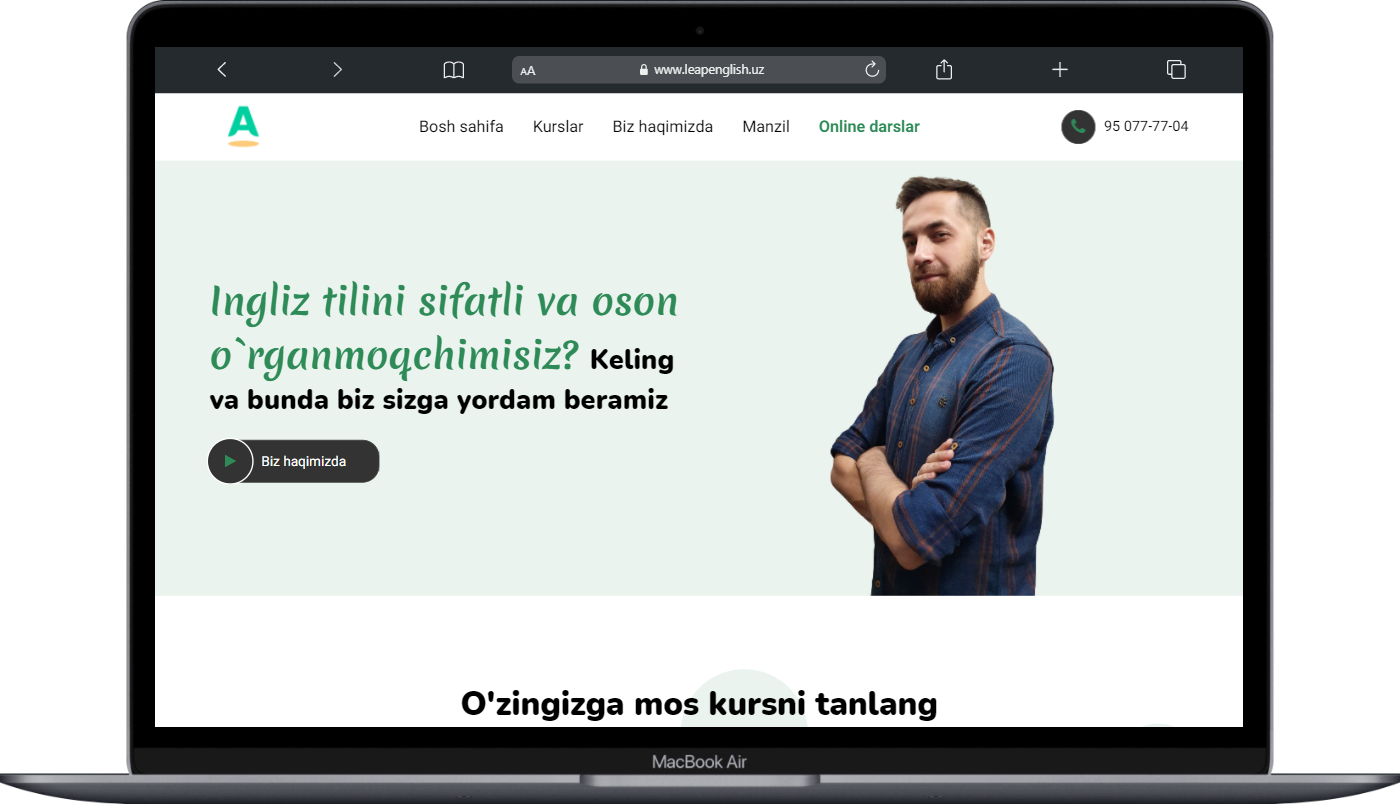 AA
www.leapenglish.uz
A
Bosh sahifa Kurslar Biz haqimizda Manzil Online darslar
95 077-77-04
Ingliz tilini sifatli va oson
o`rganmoqchimisiz? Keling
va bunda biz sizga yordam beramiz
Biz haqimizda
O'zingizga mos kursni tanlang
MacBook Air